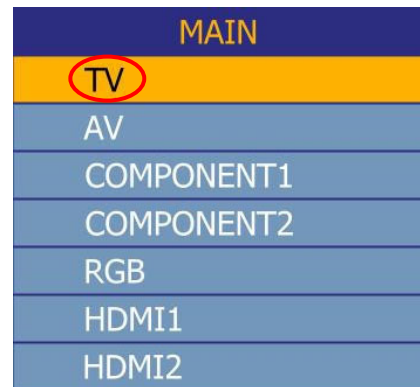 MAIN
TV
AV
COMPONENT1
COMPONENT2
RGB
HDMI1
HDMI2